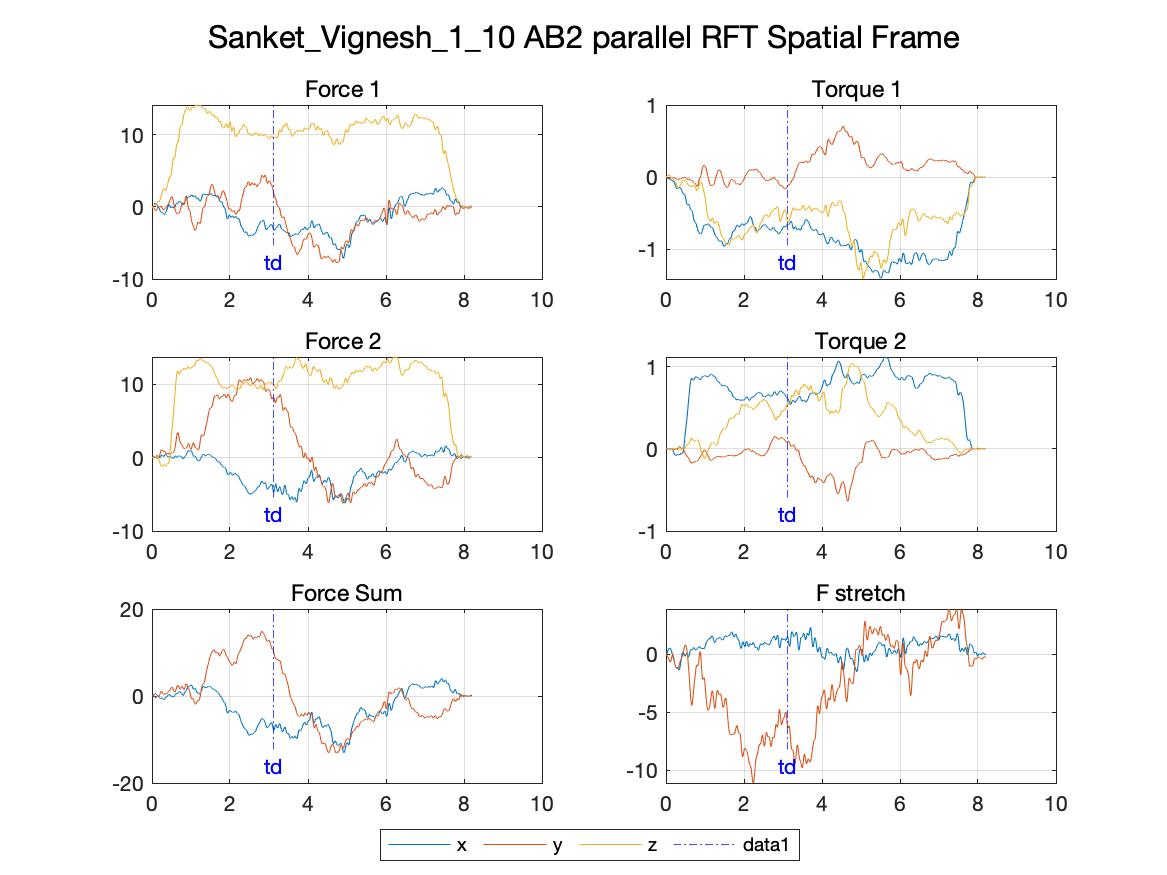 Sanket_Vignesh_1_10 AB2 parallel RFT Spatial Frame
Force 1
10
0
-10
td
0 2 4 6 8 10
Torque 1
1
0
-1
td
0 2 4 6 8 10
Force 2
10
0
-10
td
0 2 4 6 8 10
Torque 2
1
0
-1
td
0 2 4 6 8 10
Force Sum
20
0
-20
td
0 2 4 6 8 10
F stretch
0
-5
-10
td
0 2 4 6 8 10
x y z data1